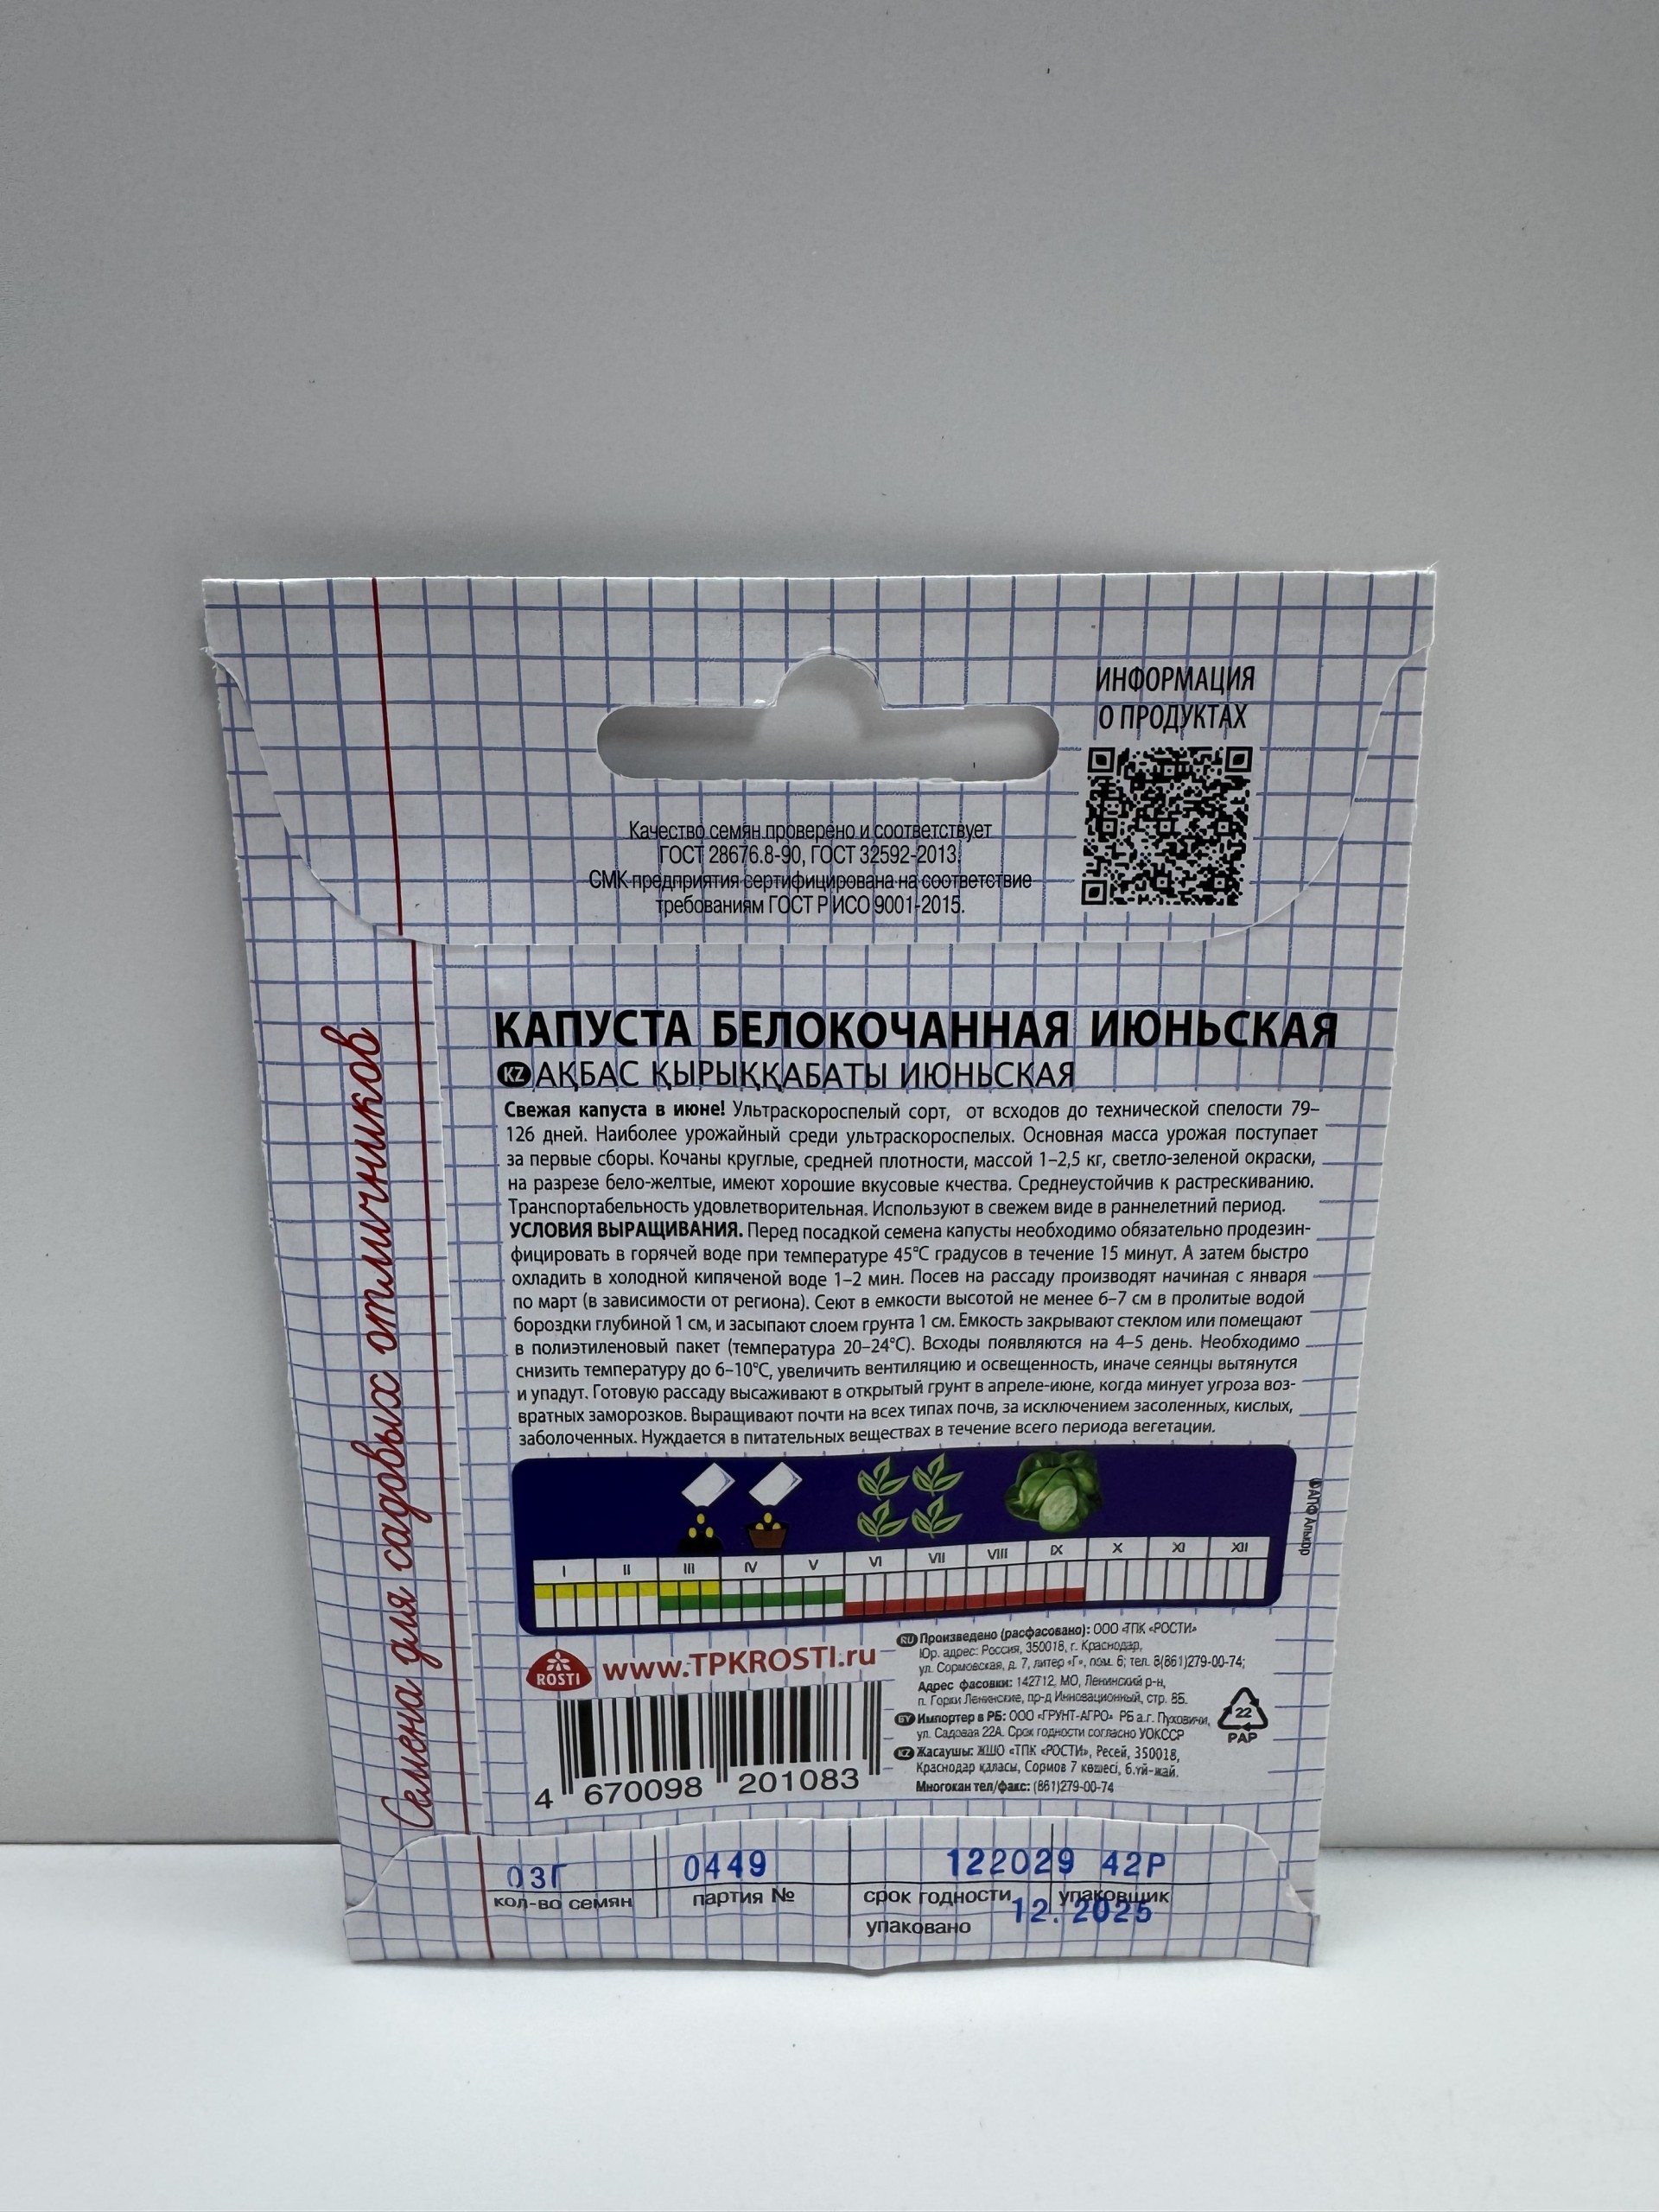 ИНФОРМАЦИЯ
О ПРОДУКТАХ
Качество семян проверено и соответствует
ГОСТ 28676.8-90, ГОСТ 32592-2013.
СМК предприятия сертифицирована на соответствие
требованиям ГОСТ Р ИСО 9001-2015.
Семена для садовых отличников
КАПУСТА БЕЛОКОЧАННАЯ ИЮНЬСКАЯ
KZ АҚБАС ҚЫРЫҚҚАБАТЫ ИЮНЬСКАЯ
Свежая капуста в июне! Ультраскороспелый сорт, от всходов до технической спелости 79–
126 дней. Наиболее урожайный среди ультраскороспелых. Основная масса урожая поступает
за первые сборы. Кочаны круглые, средней плотности, массой 1–2,5 кг, светло-зеленой окраски,
на разрезе бело-желтые, имеют хорошие вкусовые кчества. Среднеустойчив к растрескиванию.
Транспортабельность удовлетворительная. Используют в свежем виде в раннелетний период.
УСЛОВИЯ ВЫРАЩИВАНИЯ. Перед посадкой семена капусты необходимо обязательно продезин-
фицировать в горячей воде при температуре 45°С градусов в течение 15 минут. А затем быстро
охладить в холодной кипяченой воде 1–2 мин. Посев на рассаду производят начиная с января
по март (в зависимости от региона). Сеют в емкости высотой не менее 6–7 см в пролитые водой
бороздки глубиной 1 см, и засыпают слоем грунта 1 см. Емкость закрывают стеклом или помещают
в полиэтиленовый пакет (температура 20–24°С). Всходы появляются на 4–5 день. Необходимо
снизить температуру до 6–10°С, увеличить вентиляцию и освещенность, иначе сеянцы вытянутся
и упадут. Готовую рассаду высаживают в открытый грунт в апреле-июне, когда минует угроза воз-
вратных заморозков. Выращивают почти на всех типах почв, за исключением засоленных, кислых,
заболоченных. Нуждается в питательных веществах в течение всего периода вегетации.
I II III IV V VI VII VIII IX X XI XII
©АПФ Алькор
ROSTI www.TPKROSTI.ru
4 670098 201083
RU Произведено (расфасовано): ООО «ТПК «РОСТИ»
Юр. адрес: Россия, 350018, г. Краснодар,
ул. Сормовская, д. 7, литер «Г», пом. 6; тел. 8(861)279-00-74;
Адрес фасовки: 142712, МО, Ленинский р-н,
п. Горки Ленинские, пр-д Инновационный, стр. 85.
BY Импортер в РБ: ООО «ГРУНТ-АГРО» РБ а.г. Пуховичи,
ул. Садовая 22А. Срок годности согласно УОКССР
KZ Жасаушы: ЖШО «ТПК «РОСТИ», Ресей, 350018,
Краснодар қаласы, Сормов 7 көшесі, 6.үй-жай.
Многокан тел/факс: (861)279-00-74
22
PAP
03Г 0449 122029 42Р
кол-во семян партия № срок годности упаковщик
упаковано 12.2025